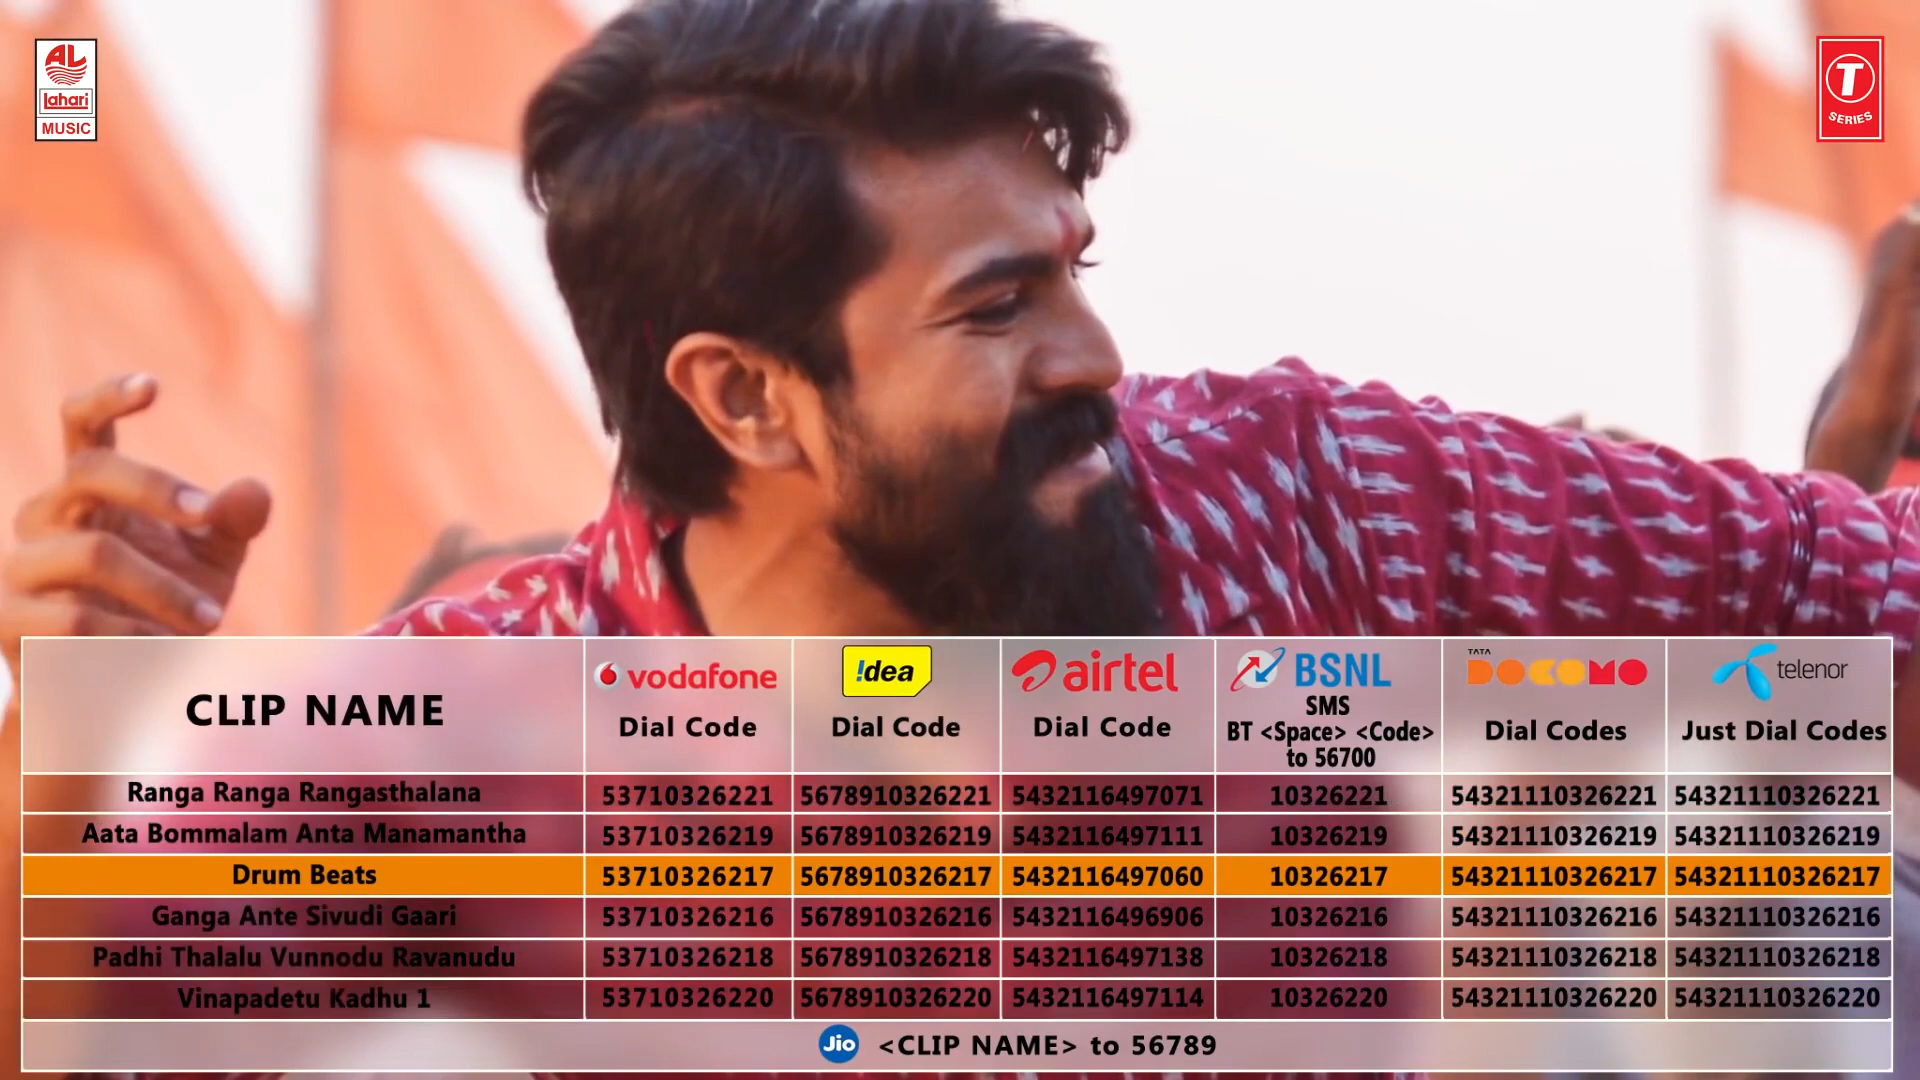 AL
lahari
MUSIC
T
SERIES
CLIP NAME
vodafone
Dial Code
!dea
Dial Code
airtel
Dial Code
BSNL
SMS
BT <Space> <Code>
to 56700
TATA
DOCOMO
Dial Codes
telenor
Just Dial Codes
Ranga Ranga Rangasthalana 53710326221 5678910326221 5432116497071 10326221 54321110326221 54321110326221
Aata Bommalam Anta Manamantha 53710326219 5678910326219 5432116497111 10326219 54321110326219 54321110326219
Drum Beats 53710326217 5678910326217 5432116497060 10326217 54321110326217 54321110326217
Ganga Ante Sivudi Gaari 53710326216 5678910326216 5432116496906 10326216 54321110326216 54321110326216
Padhi Thalalu Vunnodu Ravanudu 53710326218 5678910326218 5432116497138 10326218 54321110326218 54321110326218
Vinapadetu Kadhu 1 53710326220 5678910326220 5432116497114 10326220 54321110326220 54321110326220
Jio <CLIP NAME> to 56789